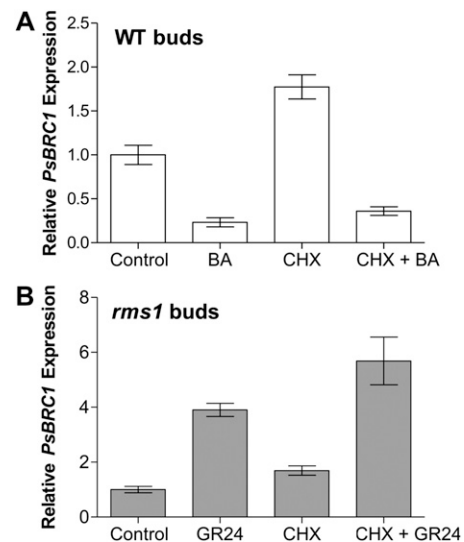 A
WT buds
Relative PsBRC1 Expression
2.5
2.0
1.5
1.0
0.5
0.0
Control BA CHX CHX + BA
B
rms1 buds
Relative PsBRC1 Expression
8
6
4
2
0
Control GR24 CHX CHX + GR24